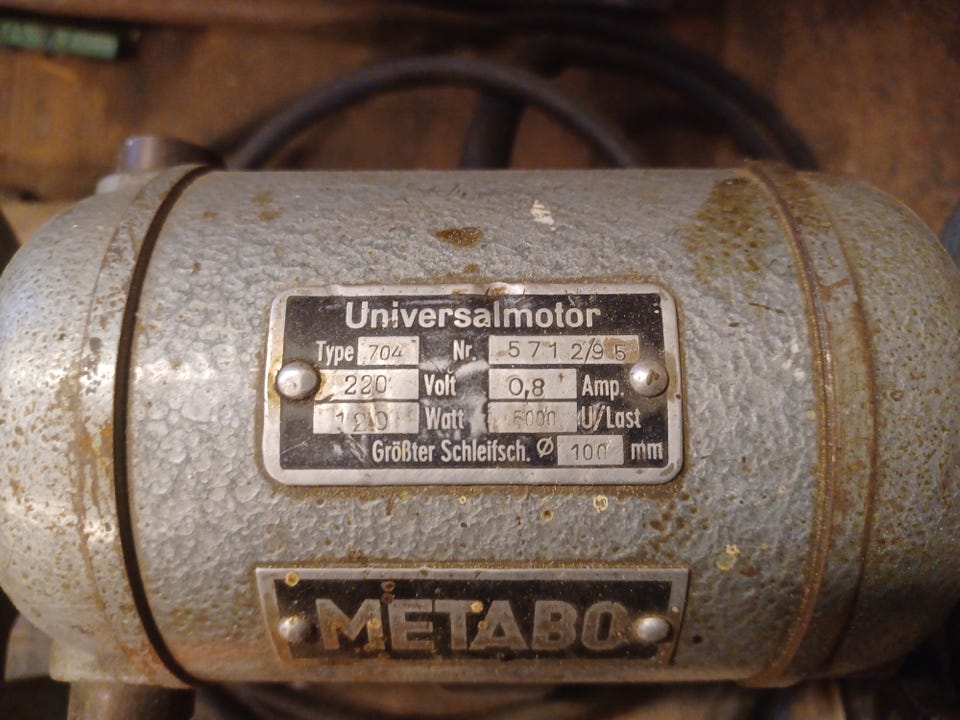 Universalmotor
Type 704 Nr. 5712/95
220 Volt 0,8 Amp.
120 Watt 5000 U/Last
Größter Schleifsch. Ø 100 mm
METABO